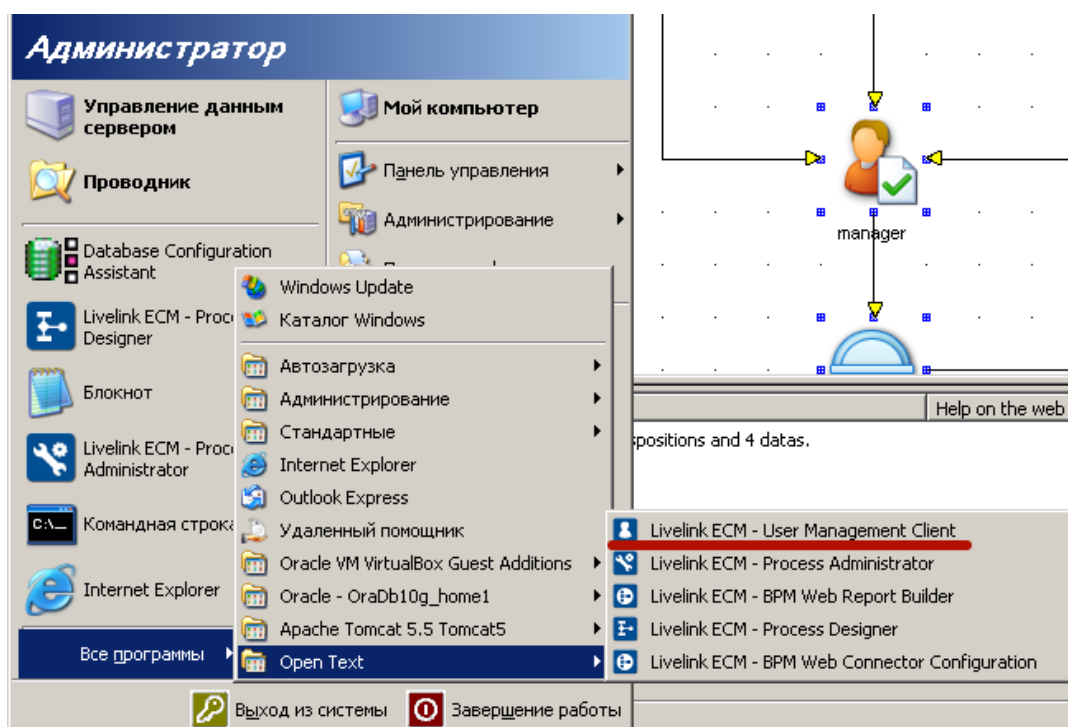 Администратор
Управление данным
сервером
Проводник
Database Configuration
Assistant
Livelink ECM - Proc
Designer
Блокнот
Livelink ECM - Proc
Administrator
Командная строка
Internet Explorer
Все программы
Мой компьютер
Панель управления
Администрирование
Windows Update
Каталог Windows
Автозагрузка
Администрирование
Стандартные
Internet Explorer
Outlook Express
Удаленный помощник
Oracle VM VirtualBox Guest Additions
Oracle - OraDb10g_home1
Apache Tomcat 5.5 Tomcat5
Open Text
Livelink ECM - User Management Client
Livelink ECM - Process Administrator
Livelink ECM - BPM Web Report Builder
Livelink ECM - Process Designer
Livelink ECM - BPM Web Connector Configuration
Выход из системы
Завершение работы
manager
Help on the web
spositions and 4 datas.
C:\_